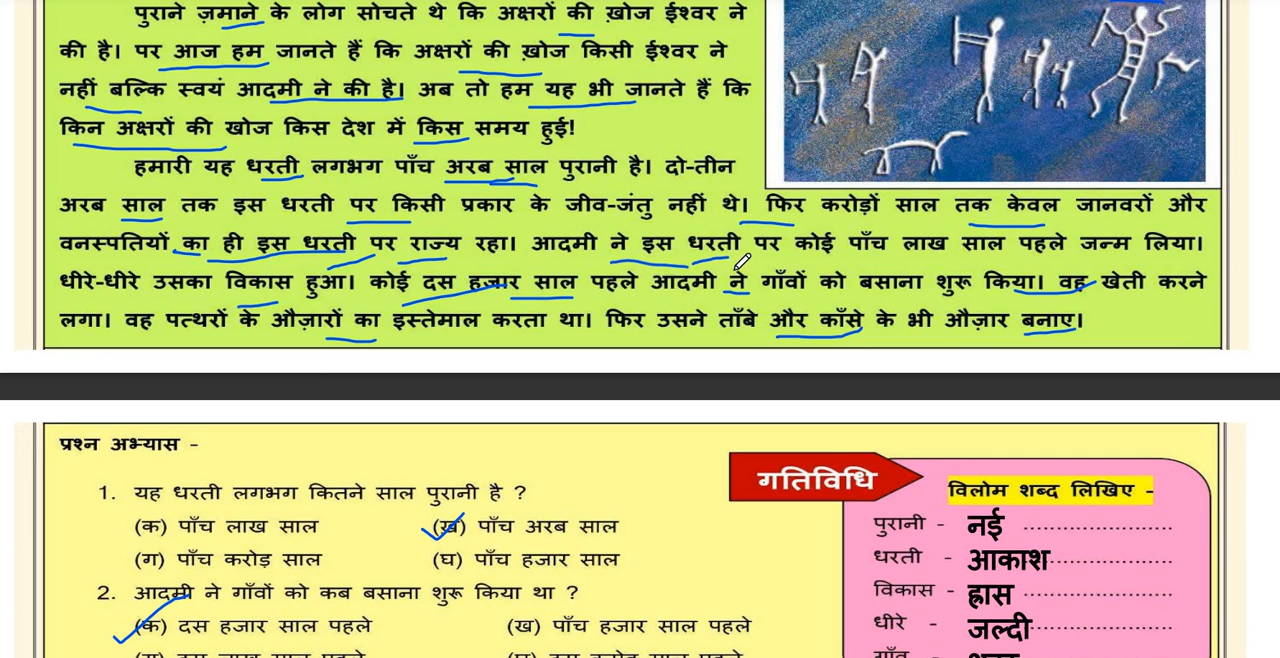 पुराने ज़माने के लोग सोचते थे कि अक्षरों की ख़ोज ईश्वर ने
की है। पर आज हम जानते हैं कि अक्षरों की ख़ोज किसी ईश्वर ने
नहीं बल्कि स्वयं आदमी ने की है। अब तो हम यह भी जानते हैं कि
किन अक्षरों की खोज किस देश में किस समय हुई!
हमारी यह धरती लगभग पाँच अरब साल पुरानी है। दो-तीन
अरब साल तक इस धरती पर किसी प्रकार के जीव-जंतु नहीं थे। फिर करोड़ों साल तक केवल जानवरों और
वनस्पतियों का ही इस धरती पर राज्य रहा। आदमी ने इस धरती पर कोई पाँच लाख साल पहले जन्म लिया।
धीरे-धीरे उसका विकास हुआ। कोई दस हजार साल पहले आदमी ने गाँवों को बसाना शुरू किया। वह खेती करने
लगा। वह पत्थरों के औज़ारों का इस्तेमाल करता था। फिर उसने ताँबे और काँसे के भी औज़ार बनाए।
प्रश्न अभ्यास -
1. यह धरती लगभग कितने साल पुरानी है ?
(क) पाँच लाख साल (ख) पाँच अरब साल
(ग) पाँच करोड़ साल (घ) पाँच हजार साल
2. आदमी ने गाँवों को कब बसाना शुरू किया था ?
(क) दस हजार साल पहले (ख) पाँच हजार साल पहले
गतिविधि
विलोम शब्द लिखिए -
पुरानी - नई ........................
धरती - आकाश ....................
विकास - ह्रास ........................
धीरे - जल्दी ......................
गाँव -